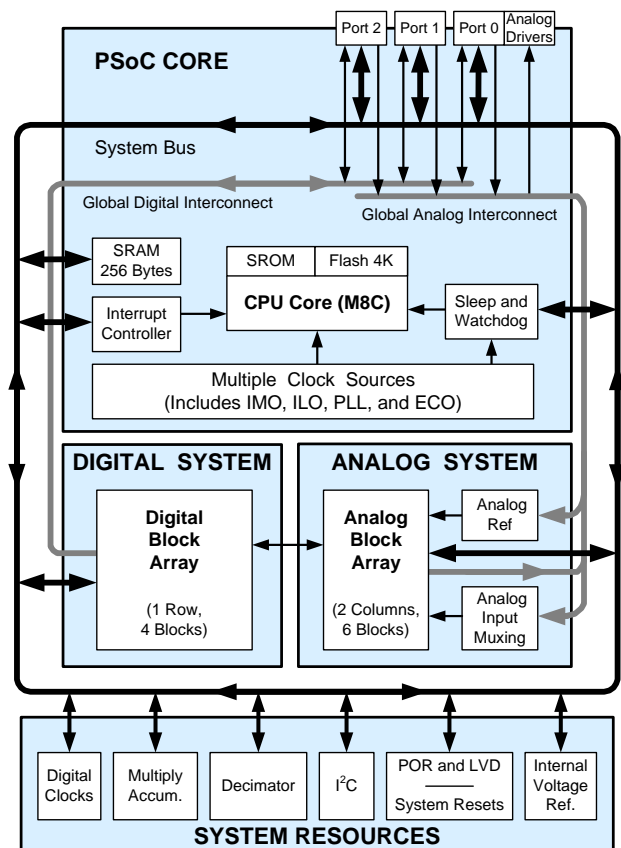 Port 2
Port 1
Port 0
Analog
Drivers
PSoC CORE
System Bus
Global Digital Interconnect
Global Analog Interconnect
SRAM
256 Bytes
SROM
Flash 4K
CPU Core (M8C)
Interrupt
Controller
Sleep and
Watchdog
Multiple Clock Sources
(Includes IMO, ILO, PLL, and ECO)
DIGITAL SYSTEM
Digital
Block
Array
(1 Row,
4 Blocks)
ANALOG SYSTEM
Analog
Block
Array
(2 Columns,
6 Blocks)
Analog
Ref
Analog
Input
Muxing
Digital
Clocks
Multiply
Accum.
Decimator
I²C
POR and LVD
System Resets
Internal
Voltage
Ref.
SYSTEM RESOURCES